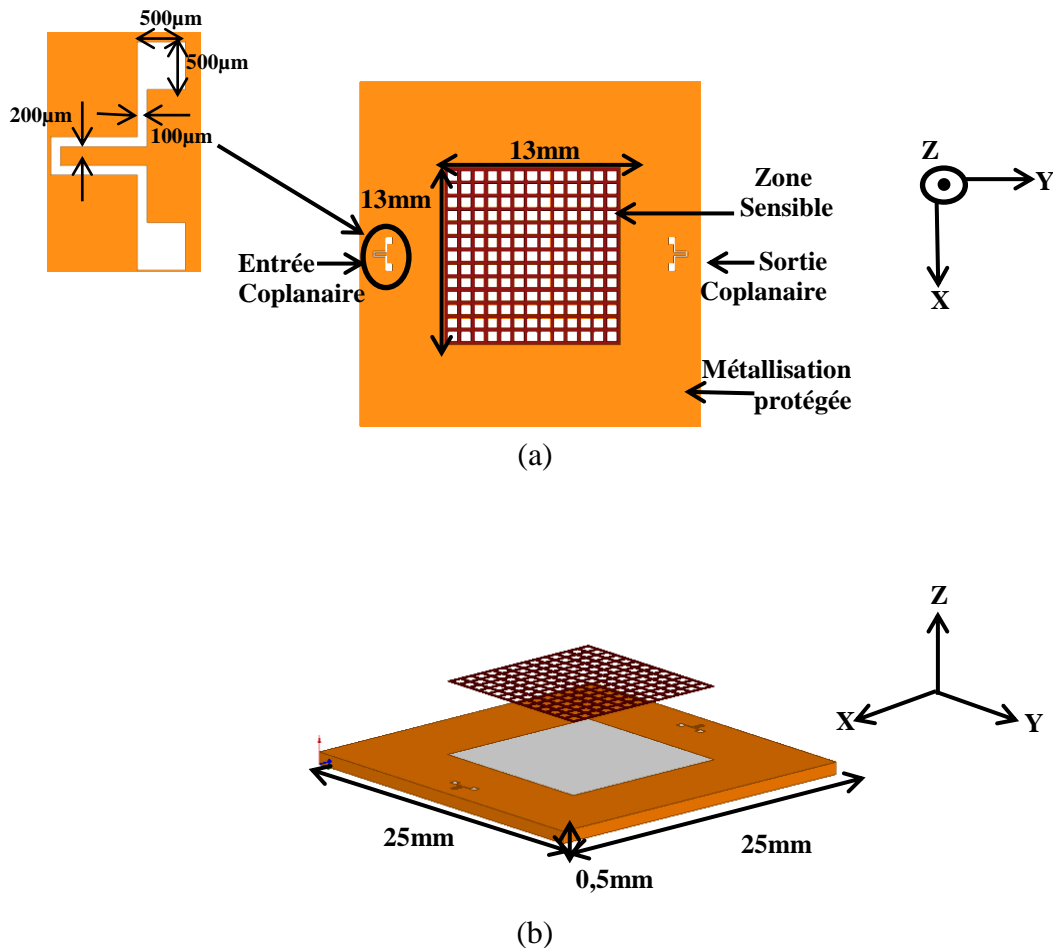 500µm
500µm
200µm
100µm
13mm
13mm
Zone
Sensible
Entrée
Coplanaire
Sortie
Coplanaire
Métallisation
protégée
Z
Y
X
(a)
Z
X
Y
25mm
25mm
0,5mm
(b)